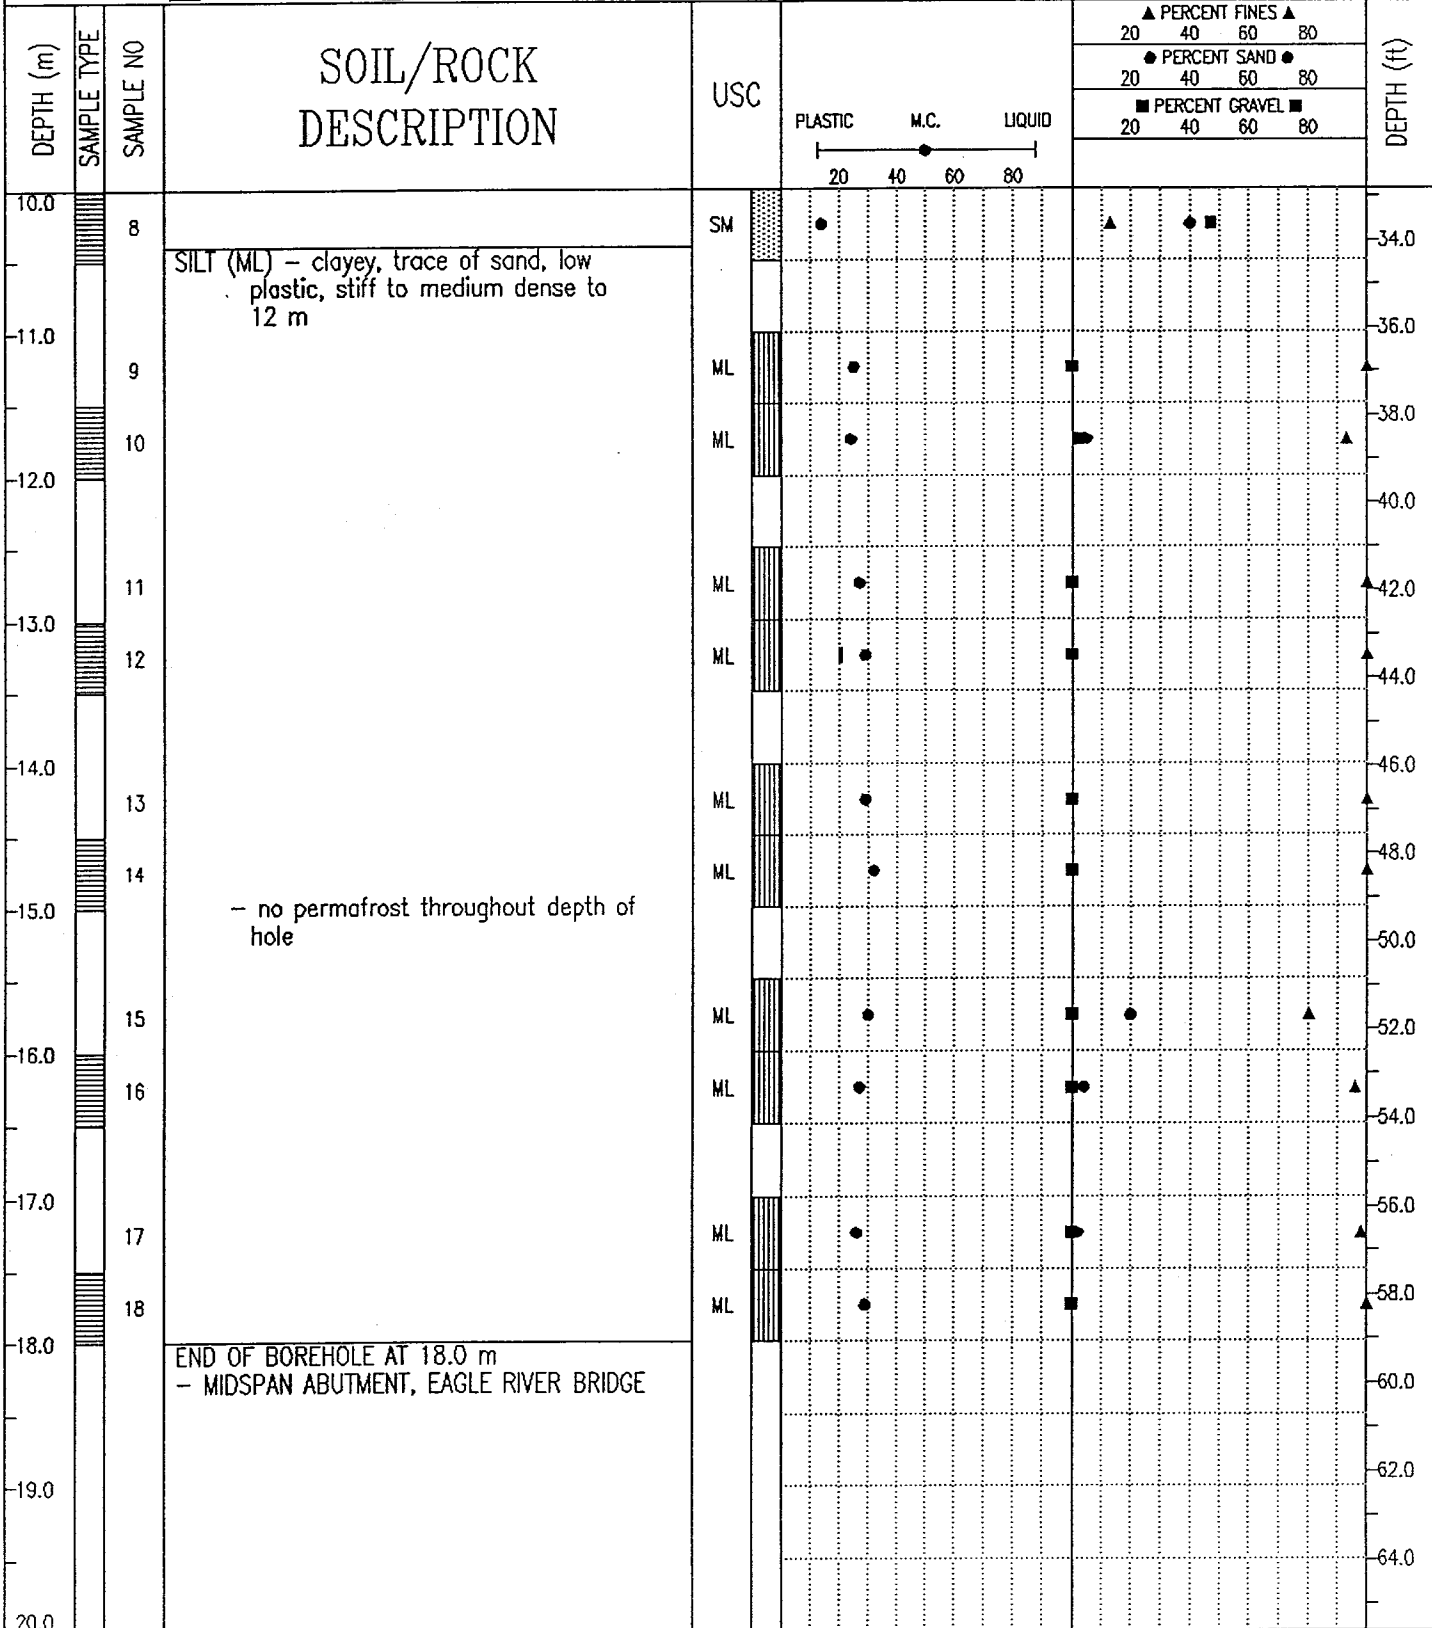 DEPTH (m)
SAMPLE TYPE
SAMPLE NO
SOIL/ROCK
DESCRIPTION
USC
PLASTIC M.C. LIQUID
20 40 60 80
▲ PERCENT FINES ▲
20 40 60 80
● PERCENT SAND ●
20 40 60 80
■ PERCENT GRAVEL ■
20 40 60 80
DEPTH (ft)
10.0
8 SM
34.0
SILT (ML) – clayey, trace of sand, low
plastic, stiff to medium dense to
12 m
36.0
11.0
9 ML
38.0
10 ML
12.0
40.0
11 ML
42.0
13.0
12 ML
44.0
14.0
46.0
13 ML
48.0
14 ML
15.0
– no permafrost throughout depth of
hole
50.0
15 ML
52.0
16.0
16 ML
54.0
17.0
56.0
17 ML
58.0
18 ML
18.0
END OF BOREHOLE AT 18.0 m
– MIDSPAN ABUTMENT, EAGLE RIVER BRIDGE
60.0
62.0
19.0
64.0
20.0